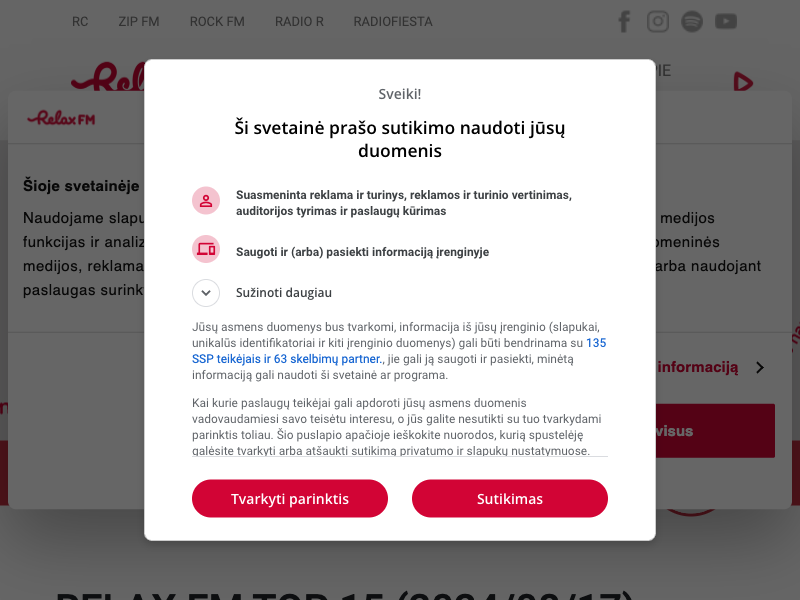 RC ZIP FM ROCK FM RADIO R RADIOFIESTA
Relax
Relax FM
Sveiki!
Ši svetainė prašo sutikimo naudoti jūsų
duomenis
Suasmeninta reklama ir turinys, reklamos ir turinio vertinimas,
auditorijos tyrimas ir paslaugų kūrimas
Saugoti ir (arba) pasiekti informaciją įrenginyje
Sužinoti daugiau
Jūsų asmens duomenys bus tvarkomi, informacija iš jūsų įrenginio (slapukai,
unikalūs identifikatoriai ir kiti įrenginio duomenys) gali būti bendrinama su 135
SSP teikėjais ir 63 skelbimų partner., jie gali ją saugoti ir pasiekti, minėtą
informaciją gali naudoti ši svetainė ar programa.
Kai kurie paslaugų teikėjai gali apdoroti jūsų asmens duomenis
vadovaudamiesi savo teisėtu interesu, o jūs galite nesutikti su tuo tvarkydami
parinktis toliau. Šio puslapio apačioje ieškokite nuorodos, kurią spustelėję
galėsite tvarkyti arba atšaukti sutikimą privatumo ir slapukų nustatymuose.
Tvarkyti parinktis
Sutikimas
Šioje svetainėje
Naudojame medijos
funkcijas ir
medijos, arba naudojant
paslaugas
informaciją
RELAX FM TOP 15 (2024/09/17)